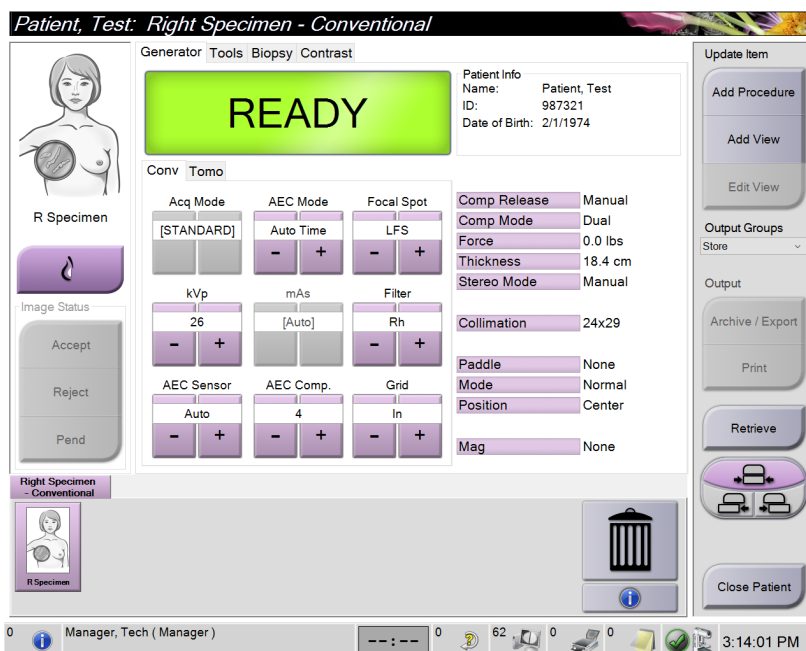 Patient, Test: Right Specimen - Conventional
Generator Tools Biopsy Contrast
READY
Patient Info
Name: Patient, Test
ID: 987321
Date of Birth: 2/1/1974
Conv Tomo
Acq Mode AEC Mode Focal Spot
[STANDARD] Auto Time LFS
- + - +
kVp mAs Filter
26 [Auto] Rh
- + - +
AEC Sensor AEC Comp. Grid
Auto 4 In
- + - + - +
Comp Release Manual
Comp Mode Dual
Force 0.0 lbs
Thickness 18.4 cm
Stereo Mode Manual
Collimation 24x29
Paddle None
Mode Normal
Position Center
Mag None
R Specimen
Image Status
Accept
Reject
Pend
Update Item
Add Procedure
Add View
Edit View
Output Groups
Store
Output
Archive / Export
Print
Retrieve
Close Patient
Right Specimen
- Conventional
R Specimen
0 Manager, Tech ( Manager ) --:-- 0 62 0 0 3:14:01 PM